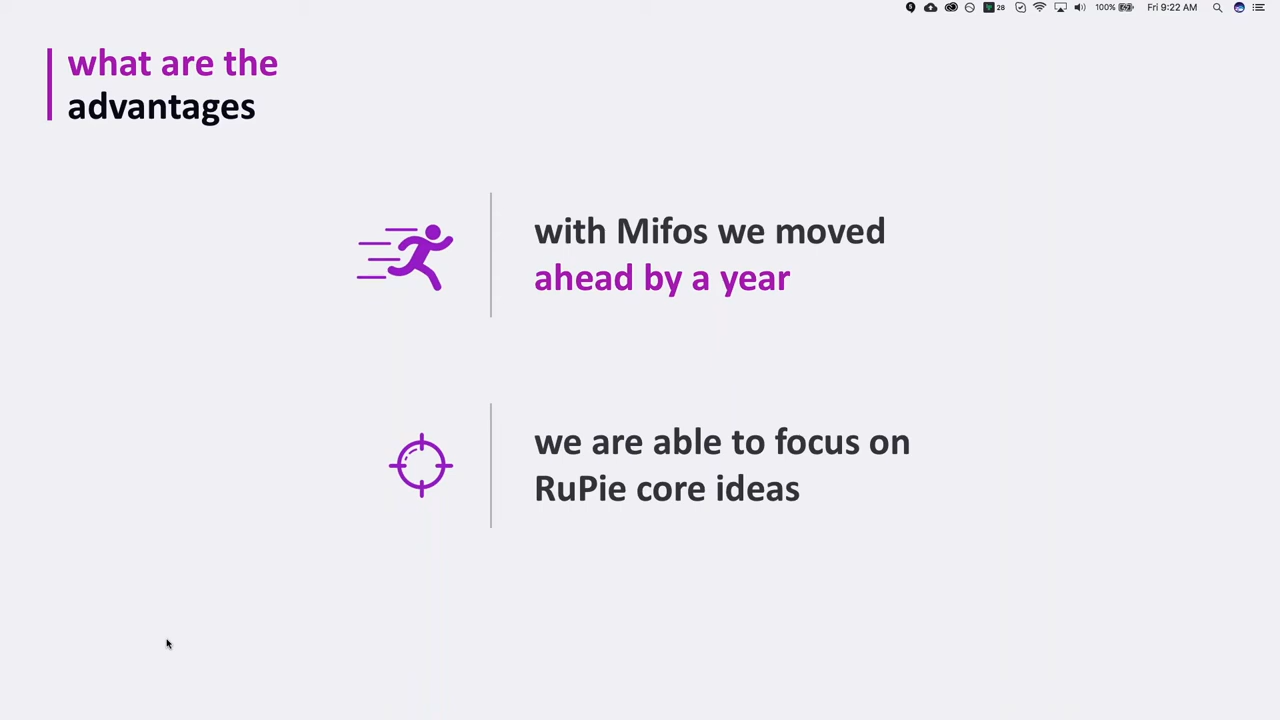 28 100% Fri 9:22 AM
what are the
advantages
with Mifos we moved
ahead by a year
we are able to focus on
RuPie core ideas